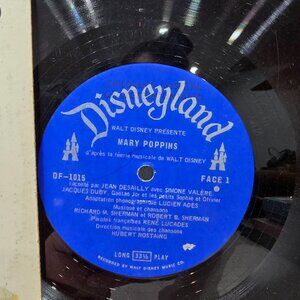 Disneyland
WALT DISNEY PRÉSENTE
MARY POPPINS
d'après la féerie musicale de WALT DISNEY
DF-1015
FACE 1
raconté par JEAN DESAILLY avec SIMONE VALÈRE,
JACQUES DUBY, Gaëtan Jor et les petits Sophie et Olivier
Adaptation phonographique LUCIEN ADES
Musique et chansons
RICHARD M. SHERMAN et ROBERT B. SHERMAN
(Paroles françaises RENÉ LUCADES
Direction musicale des chansons
HUBERT ROSTAING
LONG 33⅓ PLAY
RECORDED BY WALT DISNEY MUSIC CO.